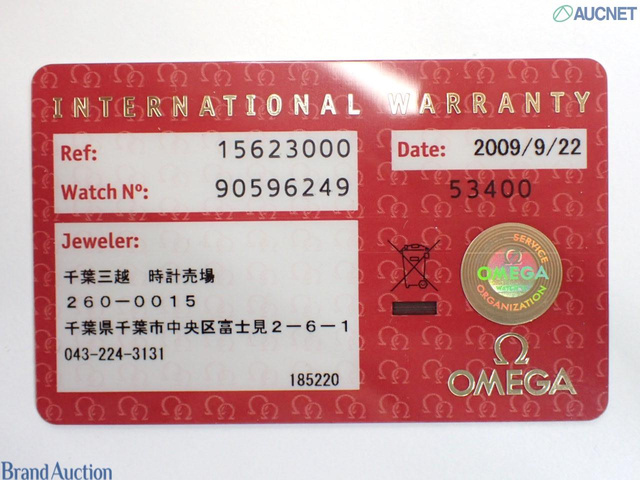 AUCNET
INTERNATIONAL WARRANTY
Ref: 15623000
Watch Nº: 90596249
Date: 2009/9/22
53400
Jeweler:
千葉三越 時計売場
260-0015
千葉県千葉市中央区富士見2-6-1
043-224-3131
185220
SERVICE
OMEGA
ORGANIZATION
Ω
OMEGA
Brand Auction